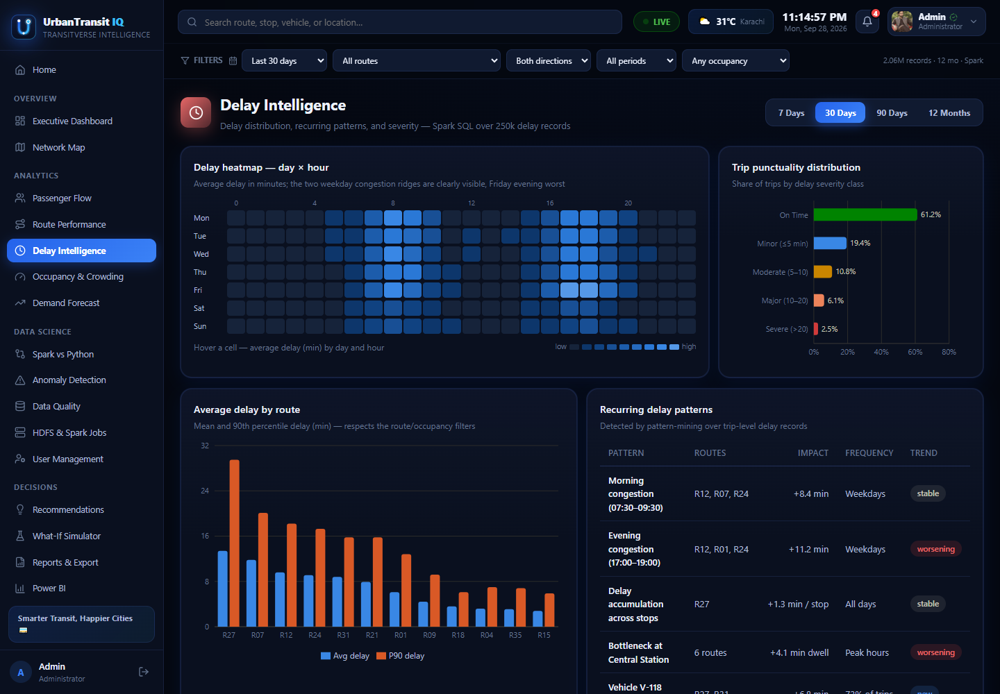 UrbanTransit IQ
TRANSITVERSE INTELLIGENCE
Home
OVERVIEW
Executive Dashboard
Network Map
ANALYTICS
Passenger Flow
Route Performance
Delay Intelligence
Occupancy & Crowding
Demand Forecast
DATA SCIENCE
Spark vs Python
Anomaly Detection
Data Quality
HDFS & Spark Jobs
User Management
DECISIONS
Recommendations
What-If Simulator
Reports & Export
Power BI
Smarter Transit, Happier Cities
A
Admin
Administrator
Search route, stop, vehicle, or location...
LIVE
31°C Karachi
11:14:57 PM
Mon, Sep 28, 2026
4
Admin
Administrator
FILTERS
Last 30 days
All routes
Both directions
All periods
Any occupancy
2.06M records · 12 mo · Spark
Delay Intelligence
Delay distribution, recurring patterns, and severity — Spark SQL over 250k delay records
7 Days
30 Days
90 Days
12 Months
Delay heatmap — day × hour
Average delay in minutes; the two weekday congestion ridges are clearly visible, Friday evening worst
0 4 8 12 16 20
Mon
Tue
Wed
Thu
Fri
Sat
Sun
Hover a cell — average delay (min) by day and hour
low high
Trip punctuality distribution
Share of trips by delay severity class
On Time 61.2%
Minor (≤5 min) 19.4%
Moderate (5–10) 10.8%
Major (10–20) 6.1%
Severe (>20) 2.5%
0% 20% 40% 60% 80%
Average delay by route
Mean and 90th percentile delay (min) — respects the route/occupancy filters
32
24
16
8
0
R27 R07 R12 R24 R31 R21 R01 R09 R18 R04 R35 R15
Avg delay P90 delay
Recurring delay patterns
Detected by pattern-mining over trip-level delay records
PATTERN ROUTES IMPACT FREQUENCY TREND
Morning
congestion
(07:30–09:30)
R12, R07, R24 +8.4 min Weekdays stable
Evening
congestion
(17:00–19:00)
R12, R01, R24 +11.2 min Weekdays worsening
Delay
accumulation
across stops
R27 +1.3 min / stop All days stable
Bottleneck at
Central Station
6 routes +4.1 min dwell Peak hours worsening
Vehicle V-118
R27, R31 +6.8 min 73% of trips new